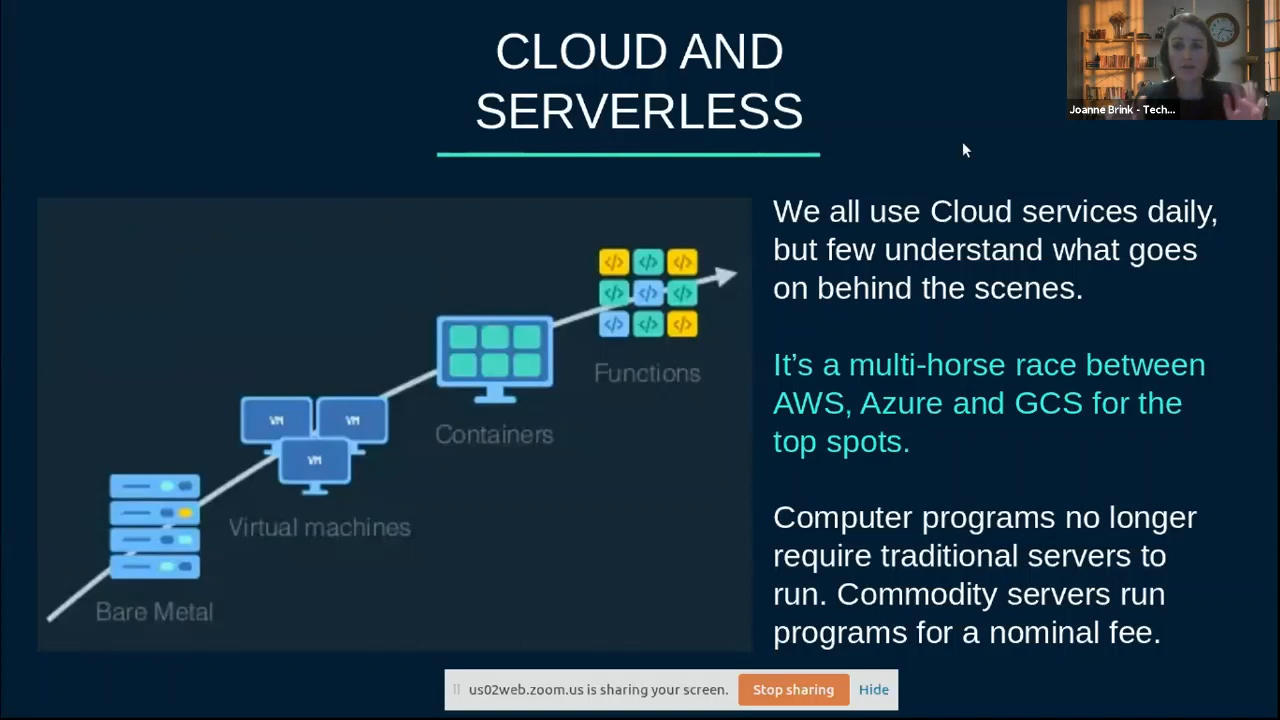 CLOUD AND
SERVERLESS
Joanne Brink - Tech...
We all use Cloud services daily,
but few understand what goes
on behind the scenes.
It’s a multi-horse race between
AWS, Azure and GCS for the
top spots.
Computer programs no longer
require traditional servers to
run. Commodity servers run
programs for a nominal fee.
</> </> </>
</> </> </>
</> </> </>
Functions
Containers
VM VM
VM
Virtual machines
Bare Metal
us02web.zoom.us is sharing your screen. Stop sharing Hide